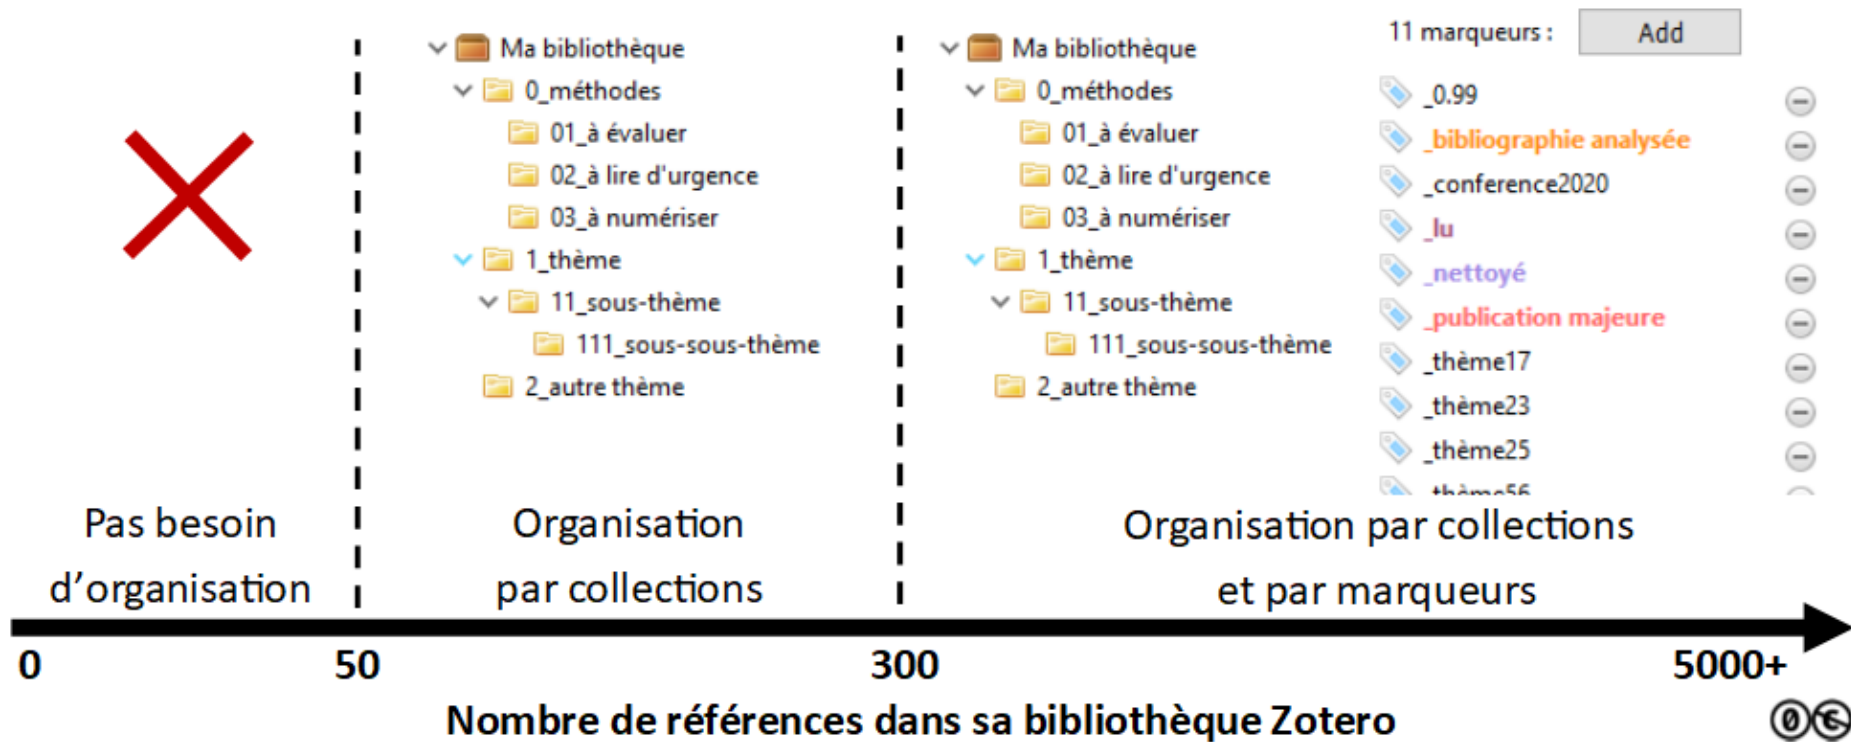 Ma bibliothèque
0_méthodes
01_à évaluer
02_à lire d'urgence
03_à numériser
1_thème
11_sous-thème
111_sous-sous-thème
2_autre thème
Ma bibliothèque
0_méthodes
01_à évaluer
02_à lire d'urgence
03_à numériser
1_thème
11_sous-thème
111_sous-sous-thème
2_autre thème
11 marqueurs :
Add
_0.99
_bibliographie analysée
_conference2020
_lu
_nettoyé
_publication majeure
_thème17
_thème23
_thème25
_thème56
Pas besoin
d’organisation
Organisation
par collections
Organisation par collections
et par marqueurs
0
50
300
5000+
Nombre de références dans sa bibliothèque Zotero